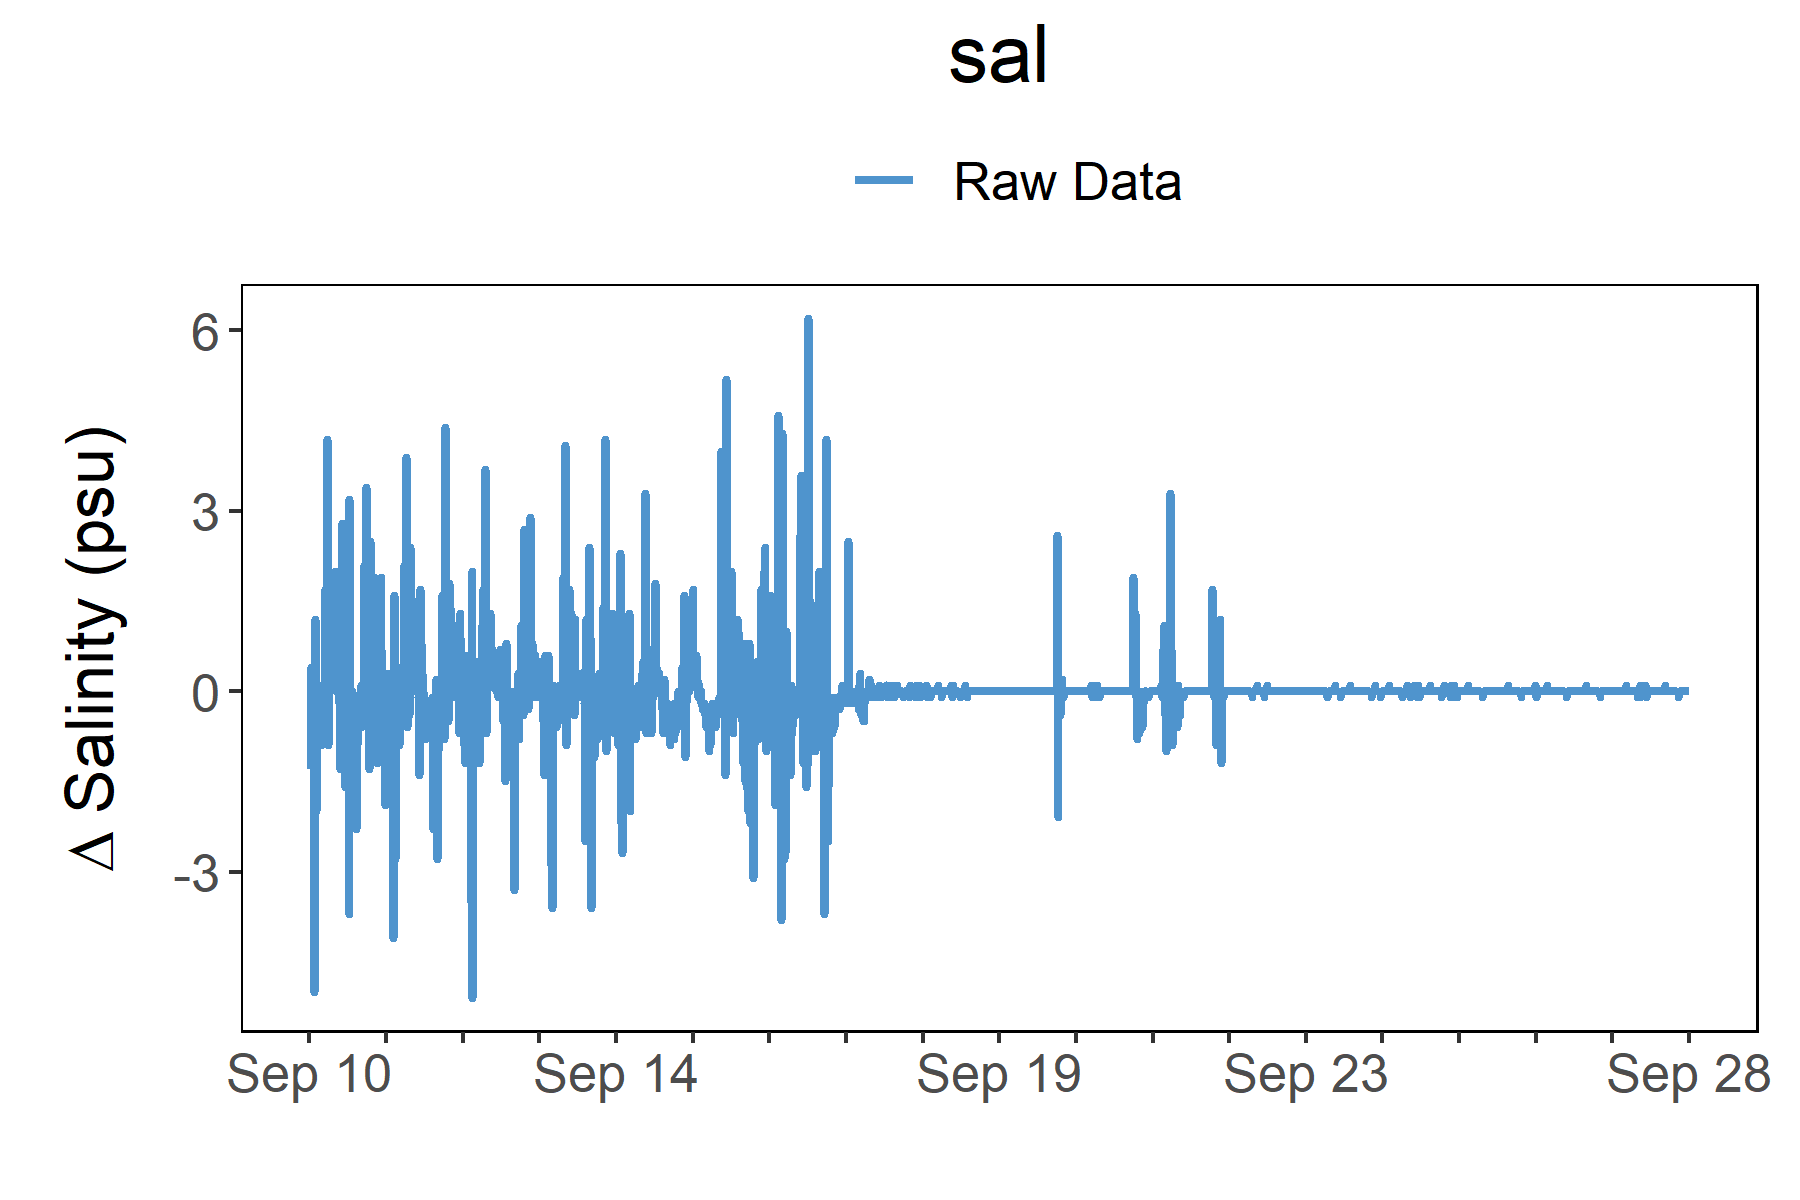 sal
Raw Data
Δ Salinity (psu)
6
3
0
-3
Sep 10 Sep 14 Sep 19 Sep 23 Sep 28